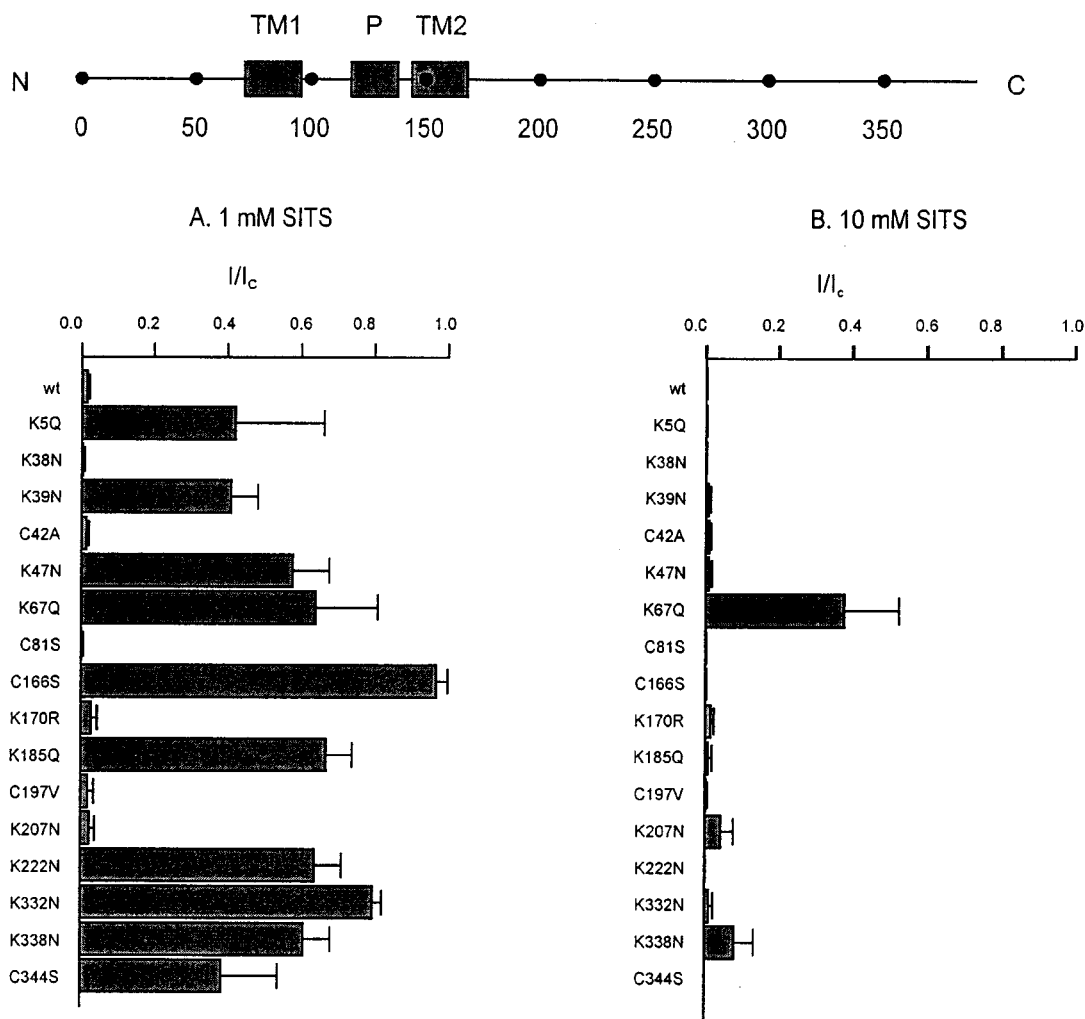 TM1 P TM2
N C
0 50 100 150 200 250 300 350
A. 1 mM SITS
I/Ic
0.0 0.2 0.4 0.6 0.8 1.0
wt
K5Q
K38N
K39N
C42A
K47N
K67Q
C81S
C166S
K170R
K185Q
C197V
K207N
K222N
K332N
K338N
C344S
B. 10 mM SITS
I/Ic
0.0 0.2 0.4 0.6 0.8 1.0
wt
K5Q
K38N
K39N
C42A
K47N
K67Q
C81S
C166S
K170R
K185Q
C197V
K207N
K222N
K332N
K338N
C344S